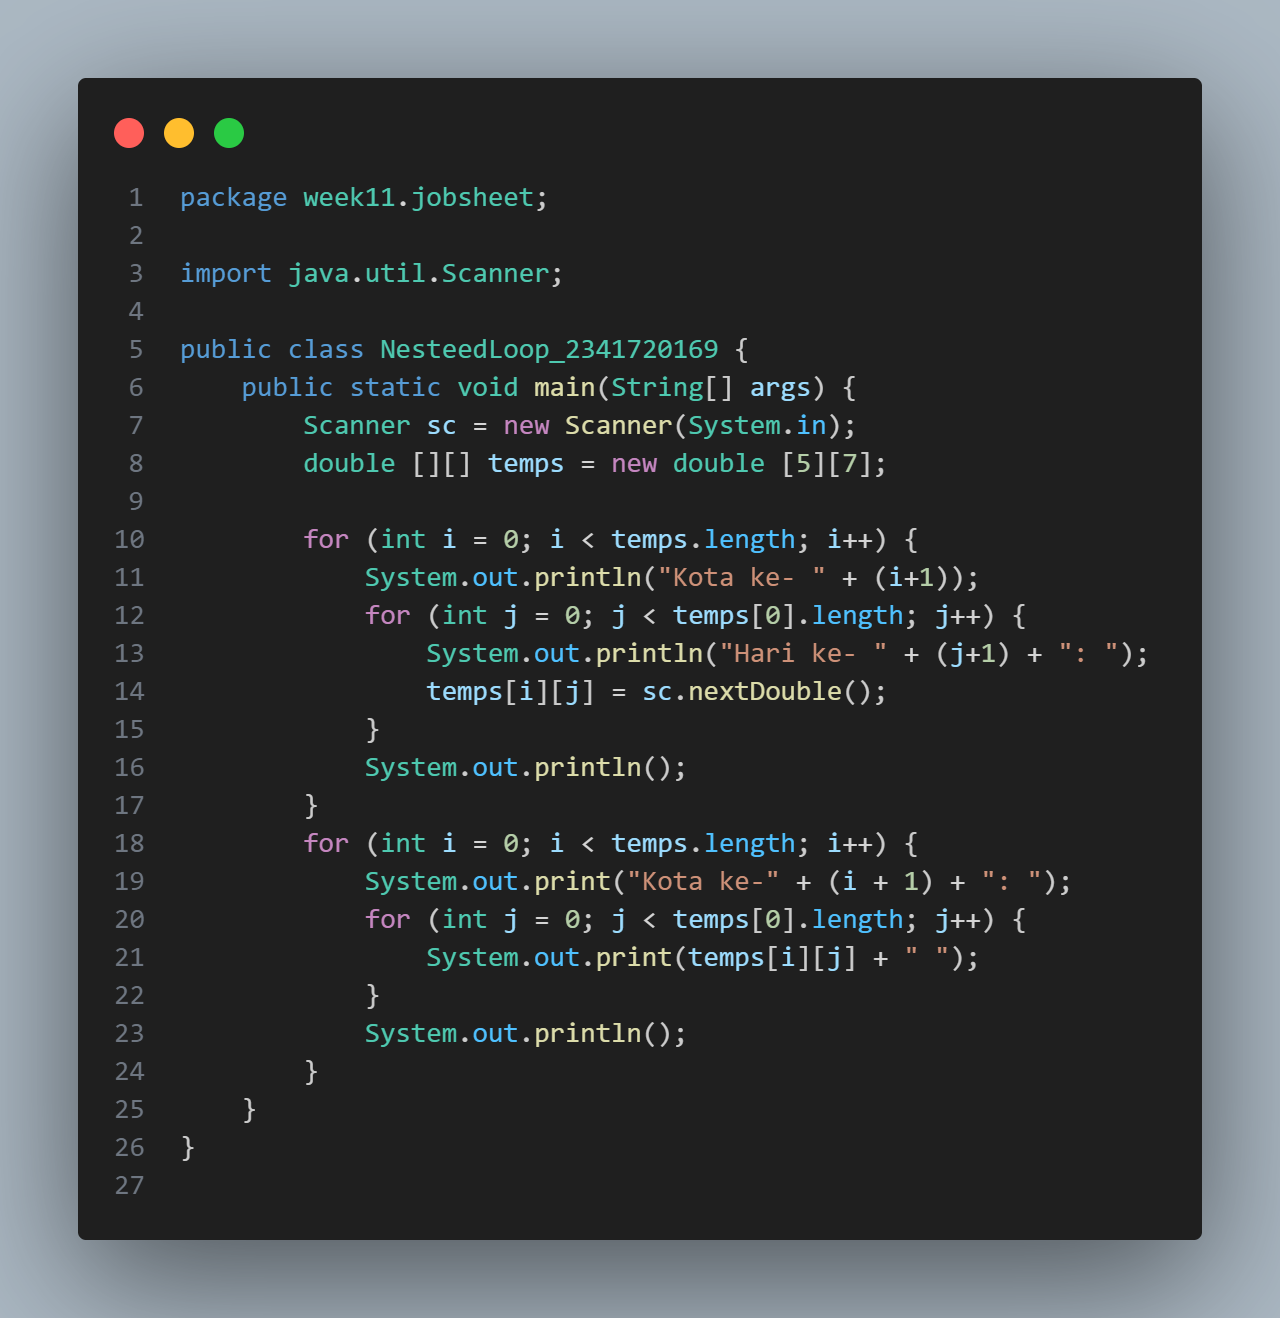 1 package week11.jobsheet;
2
3 import java.util.Scanner;
4
5 public class NesteedLoop_2341720169 {
6     public static void main(String[] args) {
7         Scanner sc = new Scanner(System.in);
8         double [][] temps = new double [5][7];
9
10         for (int i = 0; i < temps.length; i++) {
11             System.out.println("Kota ke- " + (i+1));
12             for (int j = 0; j < temps[0].length; j++) {
13                 System.out.println("Hari ke- " + (j+1) + ": ");
14                 temps[i][j] = sc.nextDouble();
15             }
16             System.out.println();
17         }
18         for (int i = 0; i < temps.length; i++) {
19             System.out.print("Kota ke-" + (i + 1) + ": ");
20             for (int j = 0; j < temps[0].length; j++) {
21                 System.out.print(temps[i][j] + " ");
22             }
23             System.out.println();
24         }
25     }
26 }
27